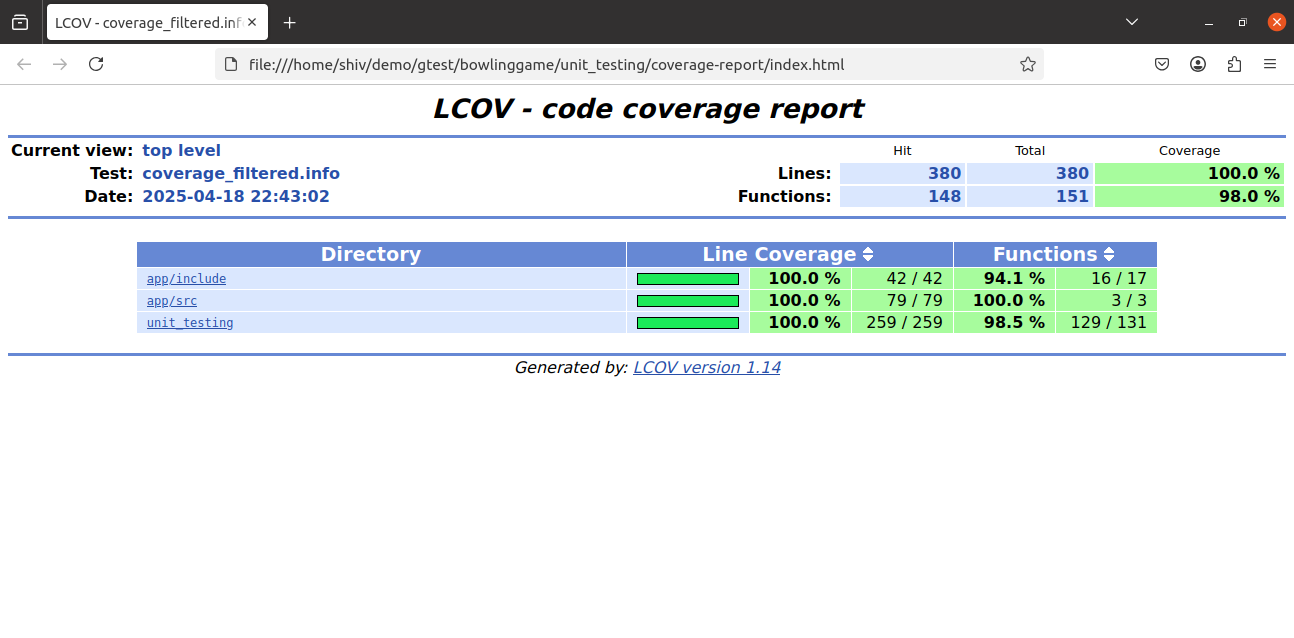 LCOV - coverage_filtered.inf
file:///home/shiv/demo/gtest/bowlinggame/unit_testing/coverage-report/index.html
LCOV - code coverage report
Current view: top level Hit Total Coverage
Test: coverage_filtered.info Lines: 380 380 100.0 %
Date: 2025-04-18 22:43:02 Functions: 148 151 98.0 %
Directory Line Coverage Functions
app/include 100.0 % 42 / 42 94.1 % 16 / 17
app/src 100.0 % 79 / 79 100.0 % 3 / 3
unit_testing 100.0 % 259 / 259 98.5 % 129 / 131
Generated by: LCOV version 1.14